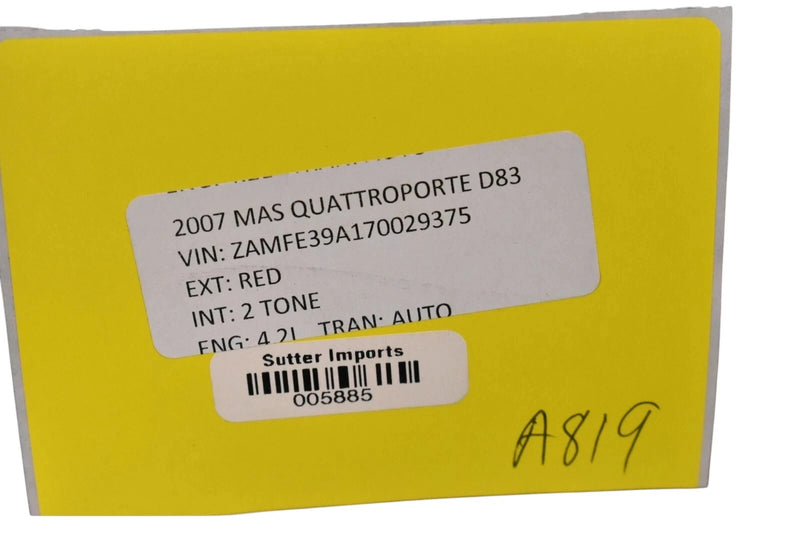 2007 MAS QUATTROPORTE D83
VIN: ZAMFE39A170029375
EXT: RED
INT: 2 TONE
ENG: 4.2L TRAN: AUTO
Sutter Imports
005885
A819